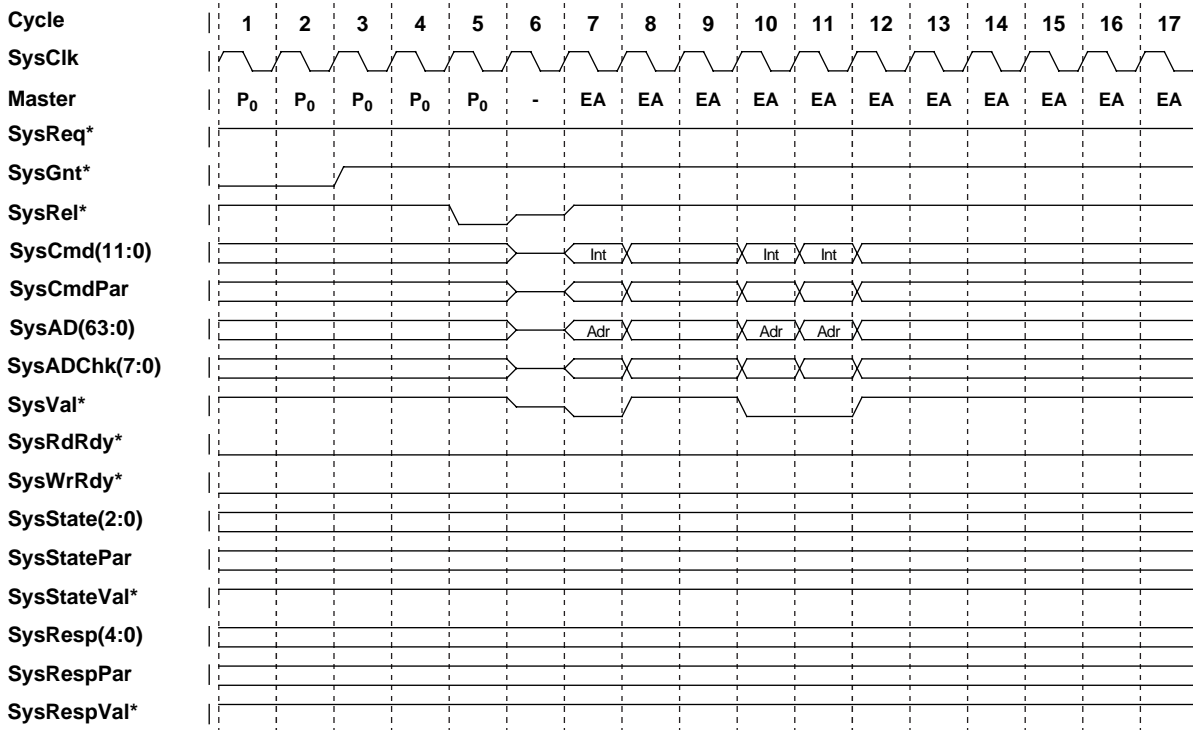 Cycle | 1 2 3 4 5 6 7 8 9 10 11 12 13 14 15 16 17
SysClk |
Master | P0 P0 P0 P0 P0 - EA EA EA EA EA EA EA EA EA EA EA
SysReq* |
SysGnt* |
SysRel* |
SysCmd(11:0) | Int Int Int
SysCmdPar |
SysAD(63:0) | Adr Adr Adr
SysADChk(7:0) |
SysVal* |
SysRdRdy* |
SysWrRdy* |
SysState(2:0) |
SysStatePar |
SysStateVal* |
SysResp(4:0) |
SysRespPar |
SysRespVal* |